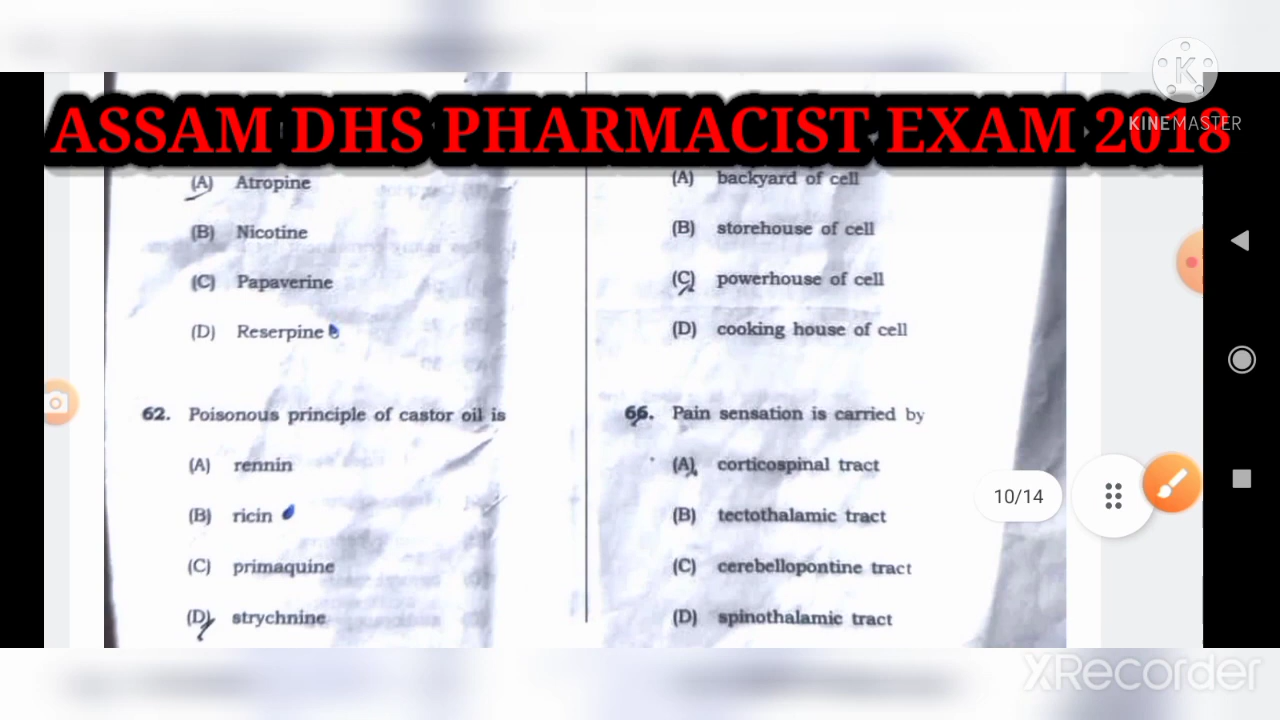 KINEMASTER
ASSAM DHS PHARMACIST EXAM 2018
(A) Atropine
(B) Nicotine
(C) Papaverine
(D) Reserpine
62. Poisonous principle of castor oil is
(A) rennin
(B) ricin
(C) primaquine
(D) strychnine
(A) backyard of cell
(B) storehouse of cell
(C) powerhouse of cell
(D) cooking house of cell
66. Pain sensation is carried by
(A) corticospinal tract
(B) tectothalamic tract
(C) cerebellopontine tract
(D) spinothalamic tract
10/14
XRecorder